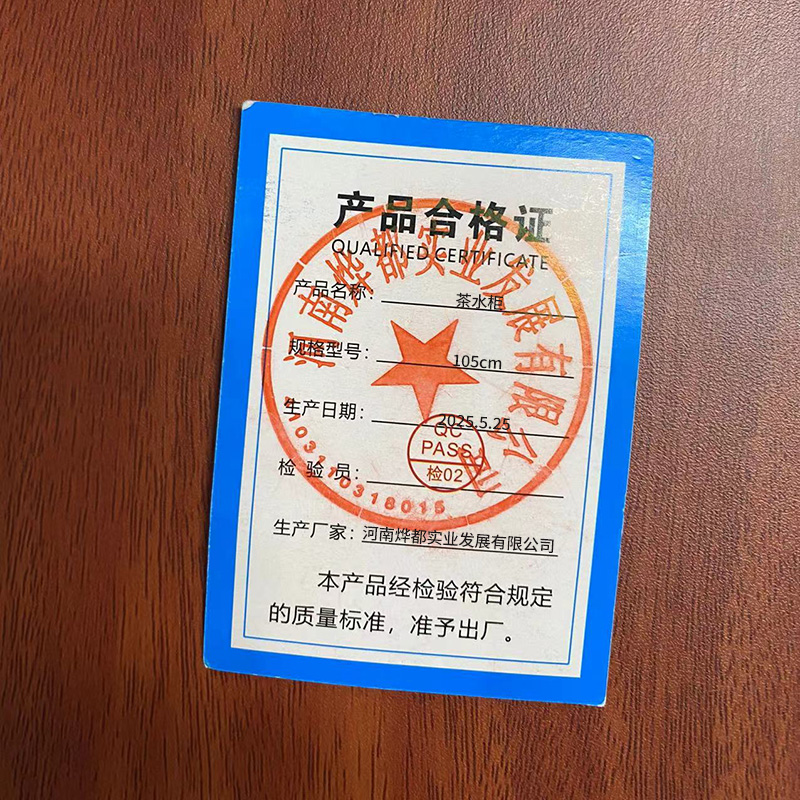 产品合格证
QUALIFIED CERTIFICATE
产品名称：茶水柜
规格型号：105cm
生产日期：2025.5.25
检 验 员：
QC
PASS
检02
生产厂家：河南烨都实业发展有限公司
本产品经检验符合规定
的质量标准，准予出厂。
河南烨都实业发展有限公司
4103110318015